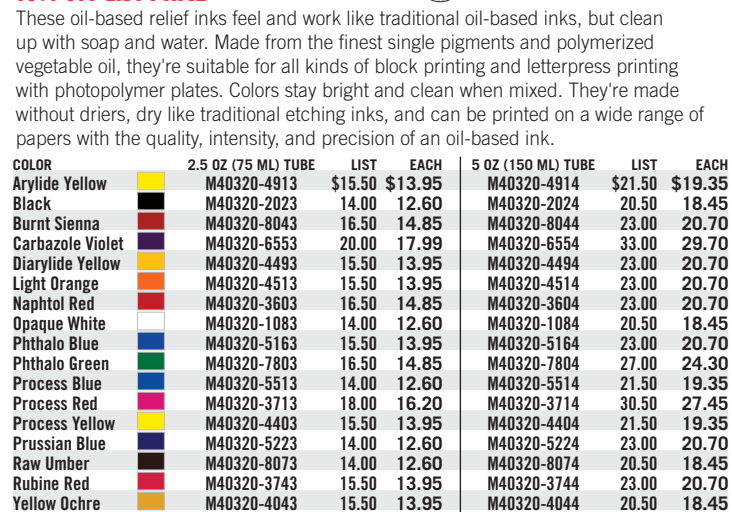 These oil-based relief inks feel and work like traditional oil-based inks, but clean
up with soap and water. Made from the finest single pigments and polymerized
vegetable oil, they're suitable for all kinds of block printing and letterpress printing
with photopolymer plates. Colors stay bright and clean when mixed. They're made
without driers, dry like traditional etching inks, and can be printed on a wide range of
papers with the quality, intensity, and precision of an oil-based ink.
COLOR 2.5 OZ (75 ML) TUBE LIST EACH 5 OZ (150 ML) TUBE LIST EACH
Arylide Yellow M40320-4913 $15.50 $13.95 M40320-4914 $21.50 $19.35
Black M40320-2023 14.00 12.60 M40320-2024 20.50 18.45
Burnt Sienna M40320-8043 16.50 14.85 M40320-8044 23.00 20.70
Carbazole Violet M40320-6553 20.00 17.99 M40320-6554 33.00 29.70
Diarylide Yellow M40320-4493 15.50 13.95 M40320-4494 23.00 20.70
Light Orange M40320-4513 15.50 13.95 M40320-4514 23.00 20.70
Naphtol Red M40320-3603 16.50 14.85 M40320-3604 23.00 20.70
Opaque White M40320-1083 14.00 12.60 M40320-1084 20.50 18.45
Phthalo Blue M40320-5163 15.50 13.95 M40320-5164 23.00 20.70
Phthalo Green M40320-7803 16.50 14.85 M40320-7804 27.00 24.30
Process Blue M40320-5513 14.00 12.60 M40320-5514 21.50 19.35
Process Red M40320-3713 18.00 16.20 M40320-3714 30.50 27.45
Process Yellow M40320-4403 15.50 13.95 M40320-4404 21.50 19.35
Prussian Blue M40320-5223 14.00 12.60 M40320-5224 23.00 20.70
Raw Umber M40320-8073 14.00 12.60 M40320-8074 20.50 18.45
Rubine Red M40320-3743 15.50 13.95 M40320-3744 23.00 20.70
Yellow Ochre M40320-4043 15.50 13.95 M40320-4044 20.50 18.45